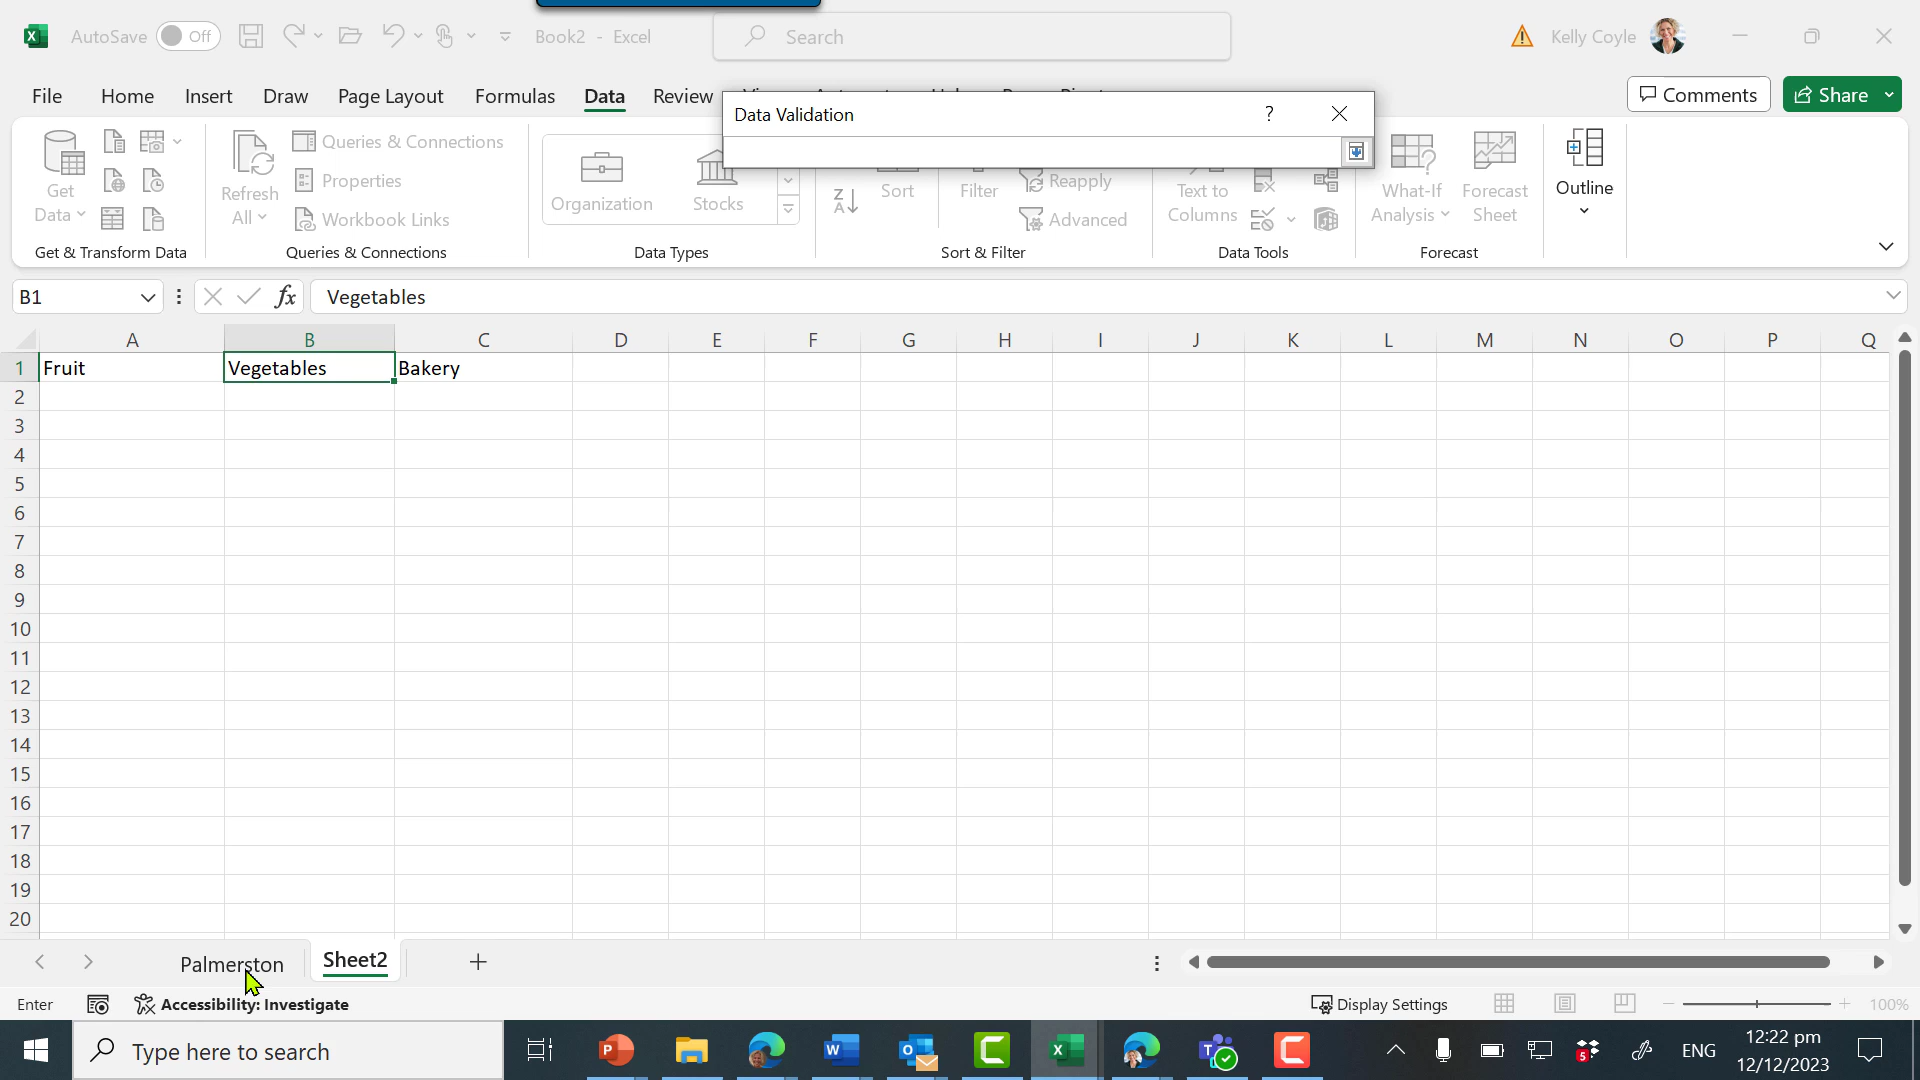 AutoSave Off Book2 - Excel Search Kelly Coyle
File Home Insert Draw Page Layout Formulas Data Review Comments Share
Data Validation ?
Get Data
Refresh All
Queries & Connections
Properties
Workbook Links
Organization
Stocks
Z A
Sort
Filter
Reapply
Advanced
Text to Columns
What-If Analysis
Forecast Sheet
Outline
Get & Transform Data Queries & Connections Data Types Sort & Filter Data Tools Forecast
B1 fx Vegetables
A B C D E F G H I J K L M N O P Q
1 Fruit Vegetables Bakery
2
3
4
5
6
7
8
9
10
11
12
13
14
15
16
17
18
19
20
Palmerston Sheet2
Enter Accessibility: Investigate Display Settings 100%
Type here to search ENG 12:22 pm
12/12/2023